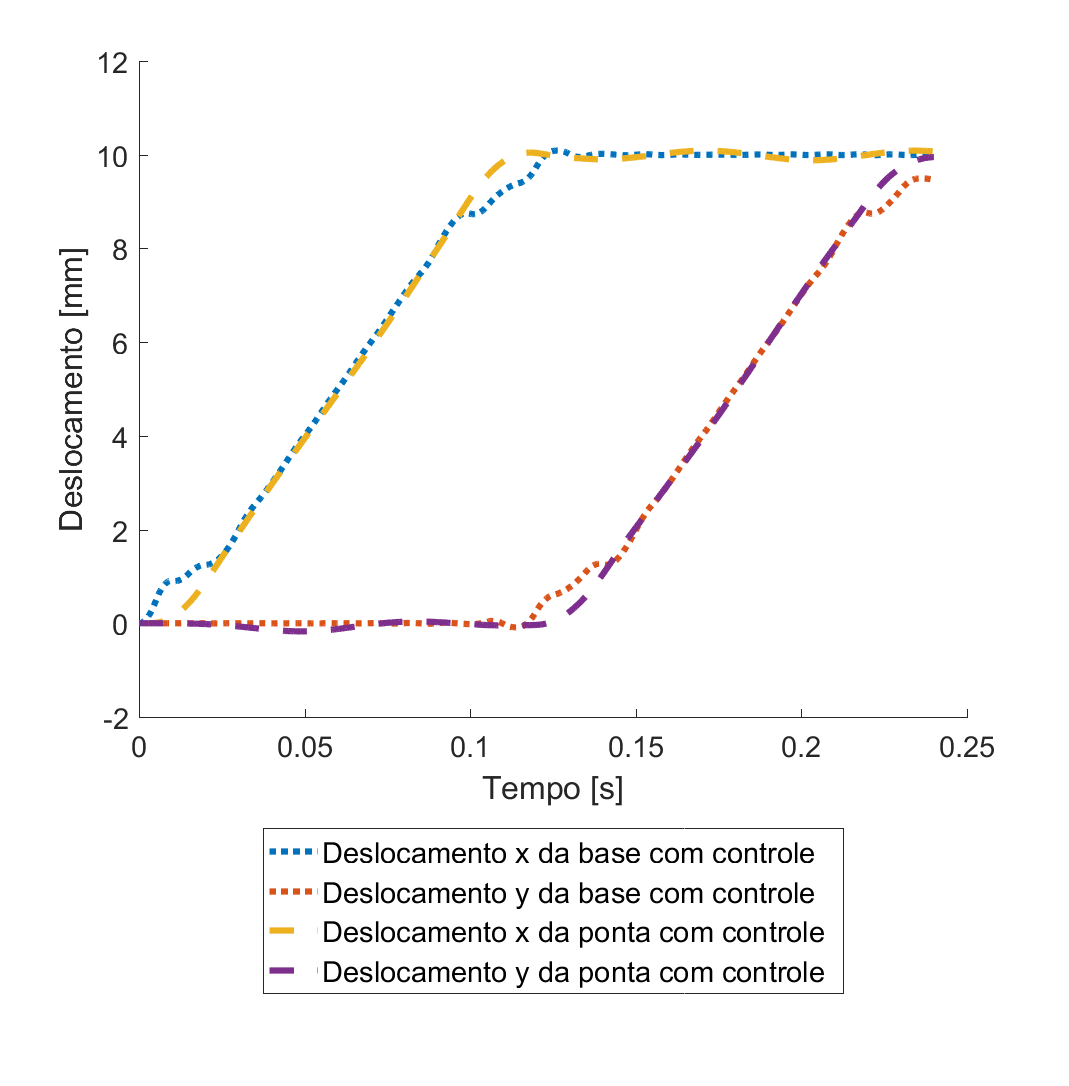 12
10
8
6
4
2
0
-2
Deslocamento [mm]
0 0.05 0.1 0.15 0.2 0.25
Tempo [s]
Deslocamento x da base com controle
Deslocamento y da base com controle
Deslocamento x da ponta com controle
Deslocamento y da ponta com controle